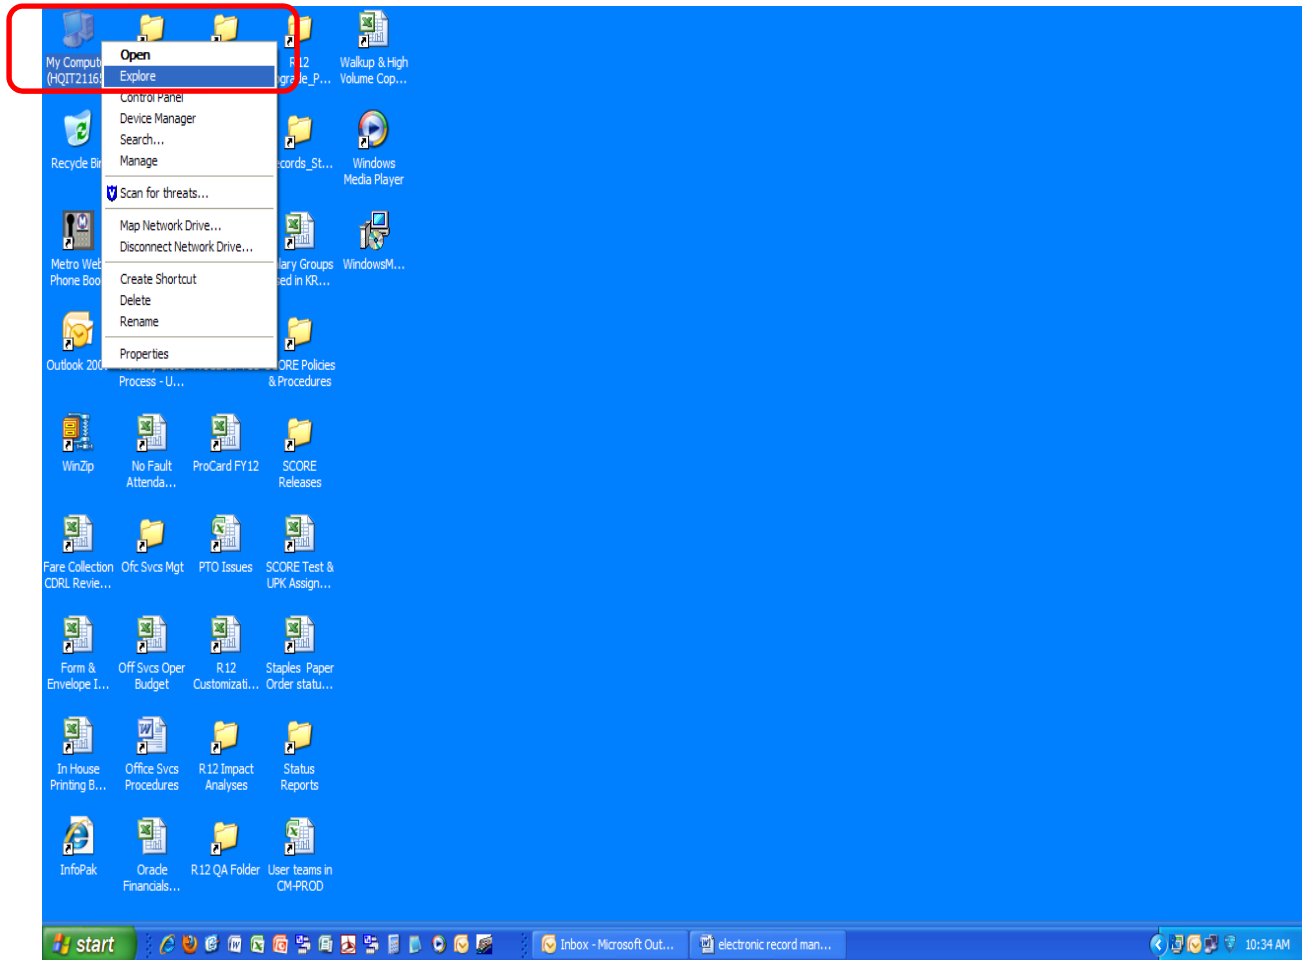 My Comput
(HQIT2116
Open
Explore
Control Panel
Device Manager
Search...
Manage
Scan for threats...
Map Network Drive...
Disconnect Network Drive...
Create Shortcut
Delete
Rename
Properties
R12
grade_P...
Walkup & High
Volume Cop...
Recycle Bin
cords_St...
Windows
Media Player
Metro Web
Phone Boo
lary Groups
ed in KR...
WindowsM...
Outlook 200
Process - U...
ORE Policies
& Procedures
WinZip
No Fault
Attenda...
ProCard FY12
SCORE
Releases
Fare Collection
CDRL Revie...
Ofc Svcs Mgt
PTO Issues
SCORE Test &
UPK Assign...
Form &
Envelope I...
Off Svcs Oper
Budget
R12
Customizati...
Staples Paper
Order statu...
In House
Printing B...
Office Svcs
Procedures
R12 Impact
Analyses
Status
Reports
InfoPak
Oracle
Financials...
R12 QA Folder
User teams in
CM-PROD
start
Inbox - Microsoft Out...
electronic record man...
10:34 AM